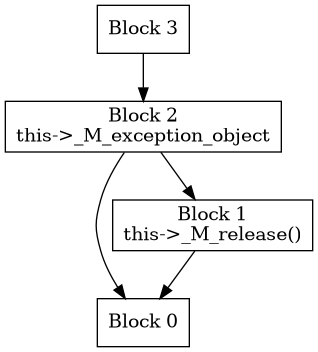 Block 3
Block 2
this->_M_exception_object
Block 1
this->_M_release()
Block 0